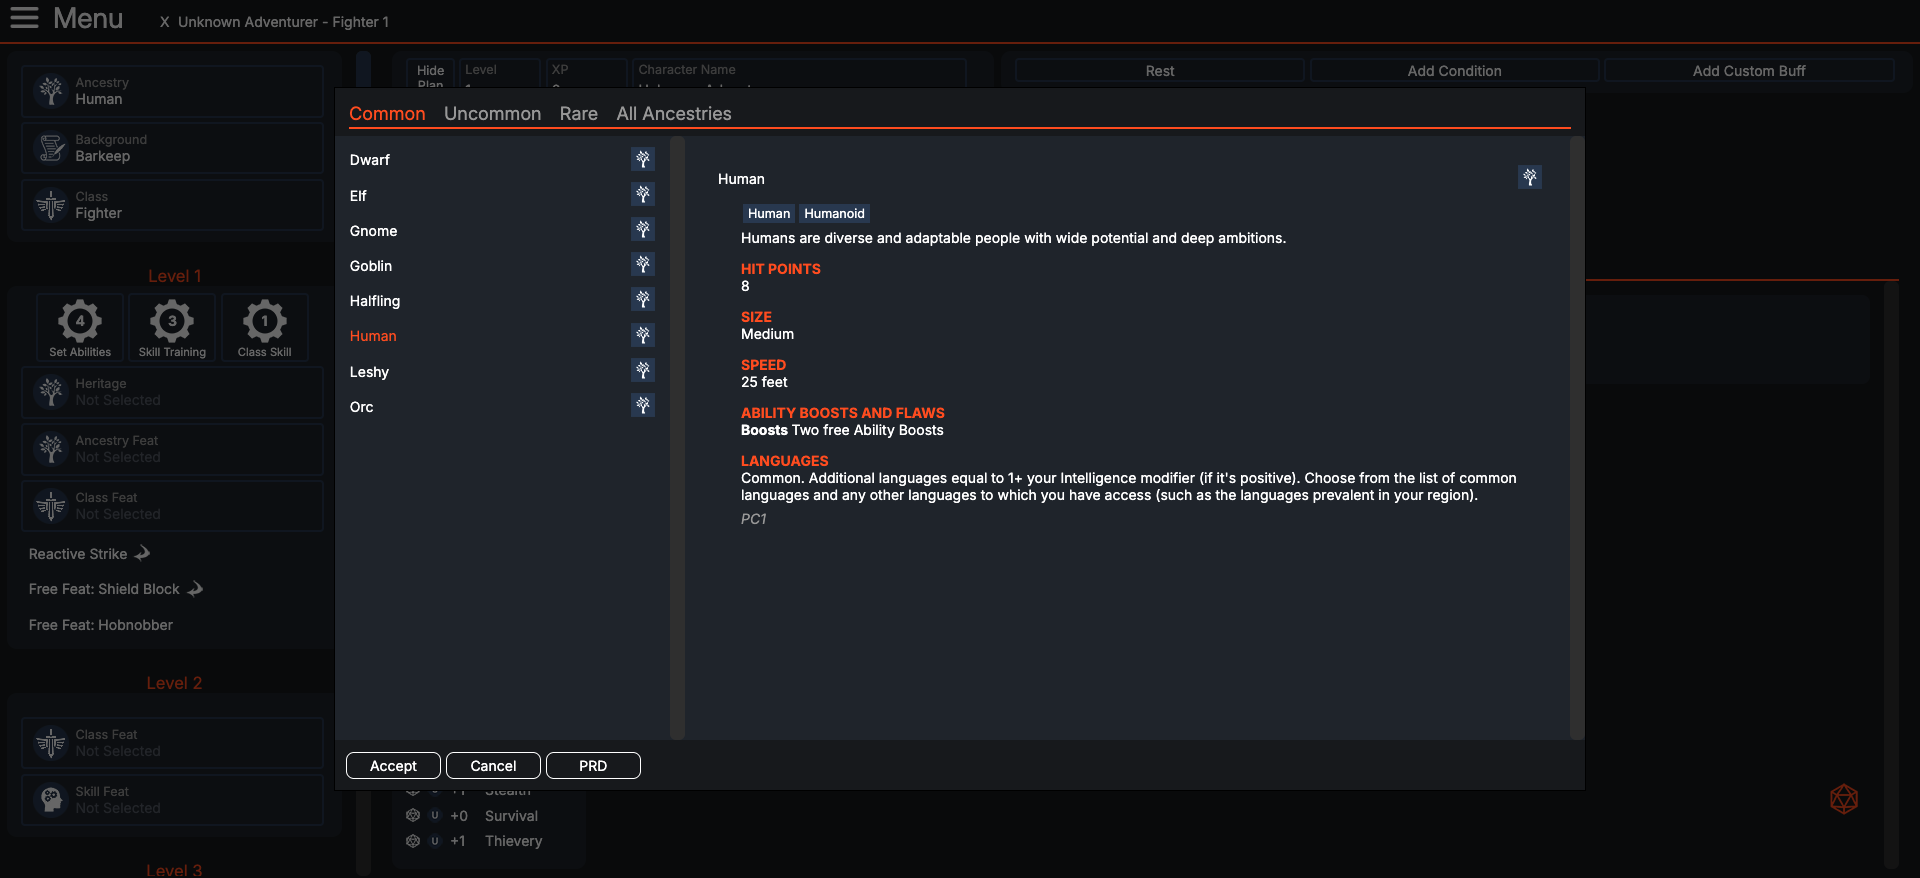 Menu
X Unknown Adventurer - Fighter 1
Ancestry
Human
Background
Barkeep
Class
Fighter
Level 1
4
Set Abilities
3
Skill Training
1
Class Skill
Heritage
Not Selected
Ancestry Feat
Not Selected
Class Feat
Not Selected
Reactive Strike
Free Feat: Shield Block
Free Feat: Hobnobber
Level 2
Class Feat
Not Selected
Skill Feat
Not Selected
Level 3
Hide
Plan
Level
XP
Character Name
Rest
Add Condition
Add Custom Buff
Common Uncommon Rare All Ancestries
Dwarf
Elf
Gnome
Goblin
Halfling
Human
Leshy
Orc
Human
Human Humanoid
Humans are diverse and adaptable people with wide potential and deep ambitions.
HIT POINTS
8
SIZE
Medium
SPEED
25 feet
ABILITY BOOSTS AND FLAWS
Boosts Two free Ability Boosts
LANGUAGES
Common. Additional languages equal to 1+ your Intelligence modifier (if it's positive). Choose from the list of common
languages and any other languages to which you have access (such as the languages prevalent in your region).
PC1
Accept Cancel PRD
U +1 Stealth
U +0 Survival
U +1 Thievery